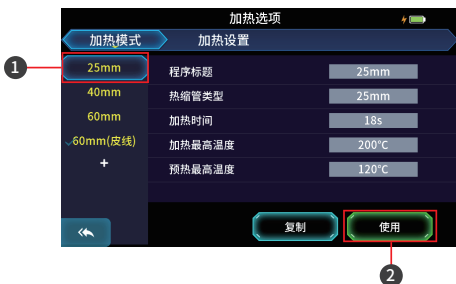 加热选项
加热模式 加热设置
1 25mm 程序标题 25mm
40mm 热缩管类型 25mm
60mm 加热时间 18s
60mm(皮线) 加热最高温度 200℃
+ 预热最高温度 120℃
复制 使用
2